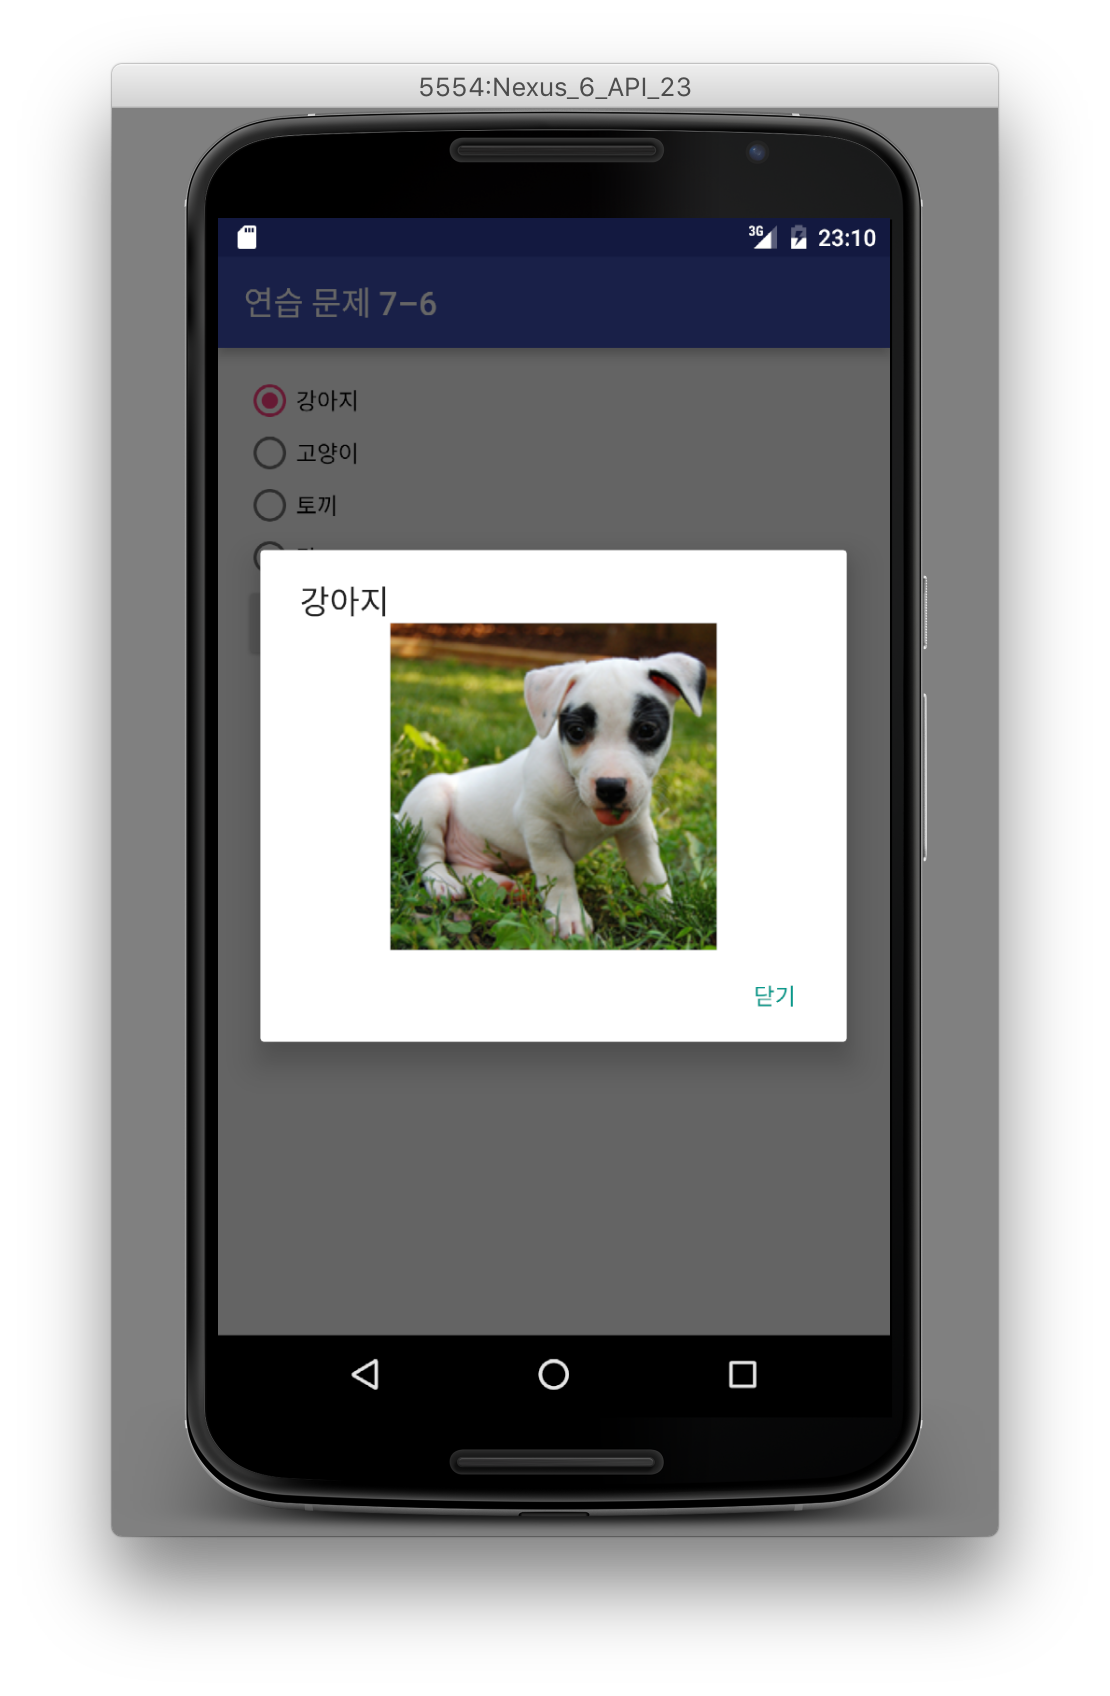 5554:Nexus_6_API_23
3G 23:10
연습 문제 7-6
강아지
고양이
토끼
강아지
닫기